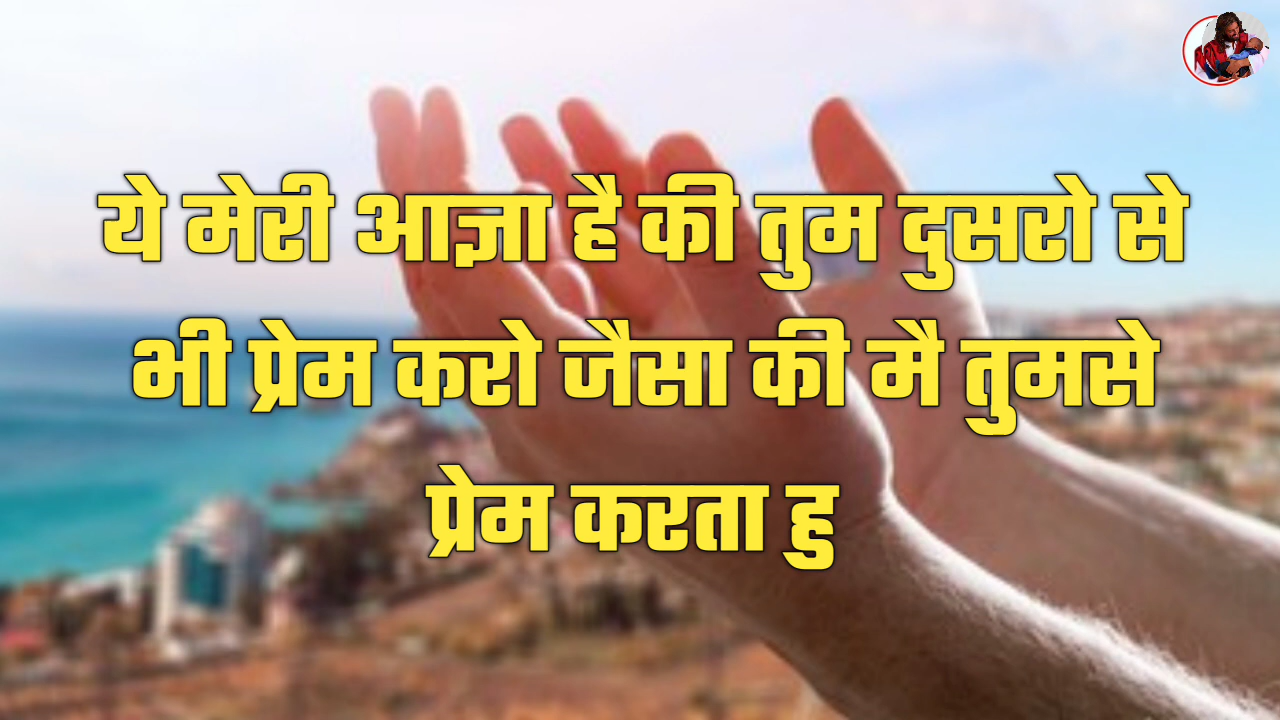 ये मेरी आज्ञा है की तुम दुसरो से
भी प्रेम करो जैसा की मै तुमसे
प्रेम करता हु